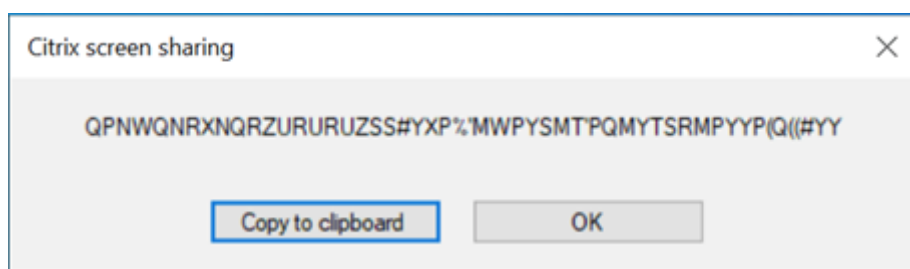 Citrix screen sharing
QPNWQNRXNQRZURURUZSS#YXP%'MWPYSMT'PQMYTSRMPYYP(Q((#YY
Copy to clipboard
OK